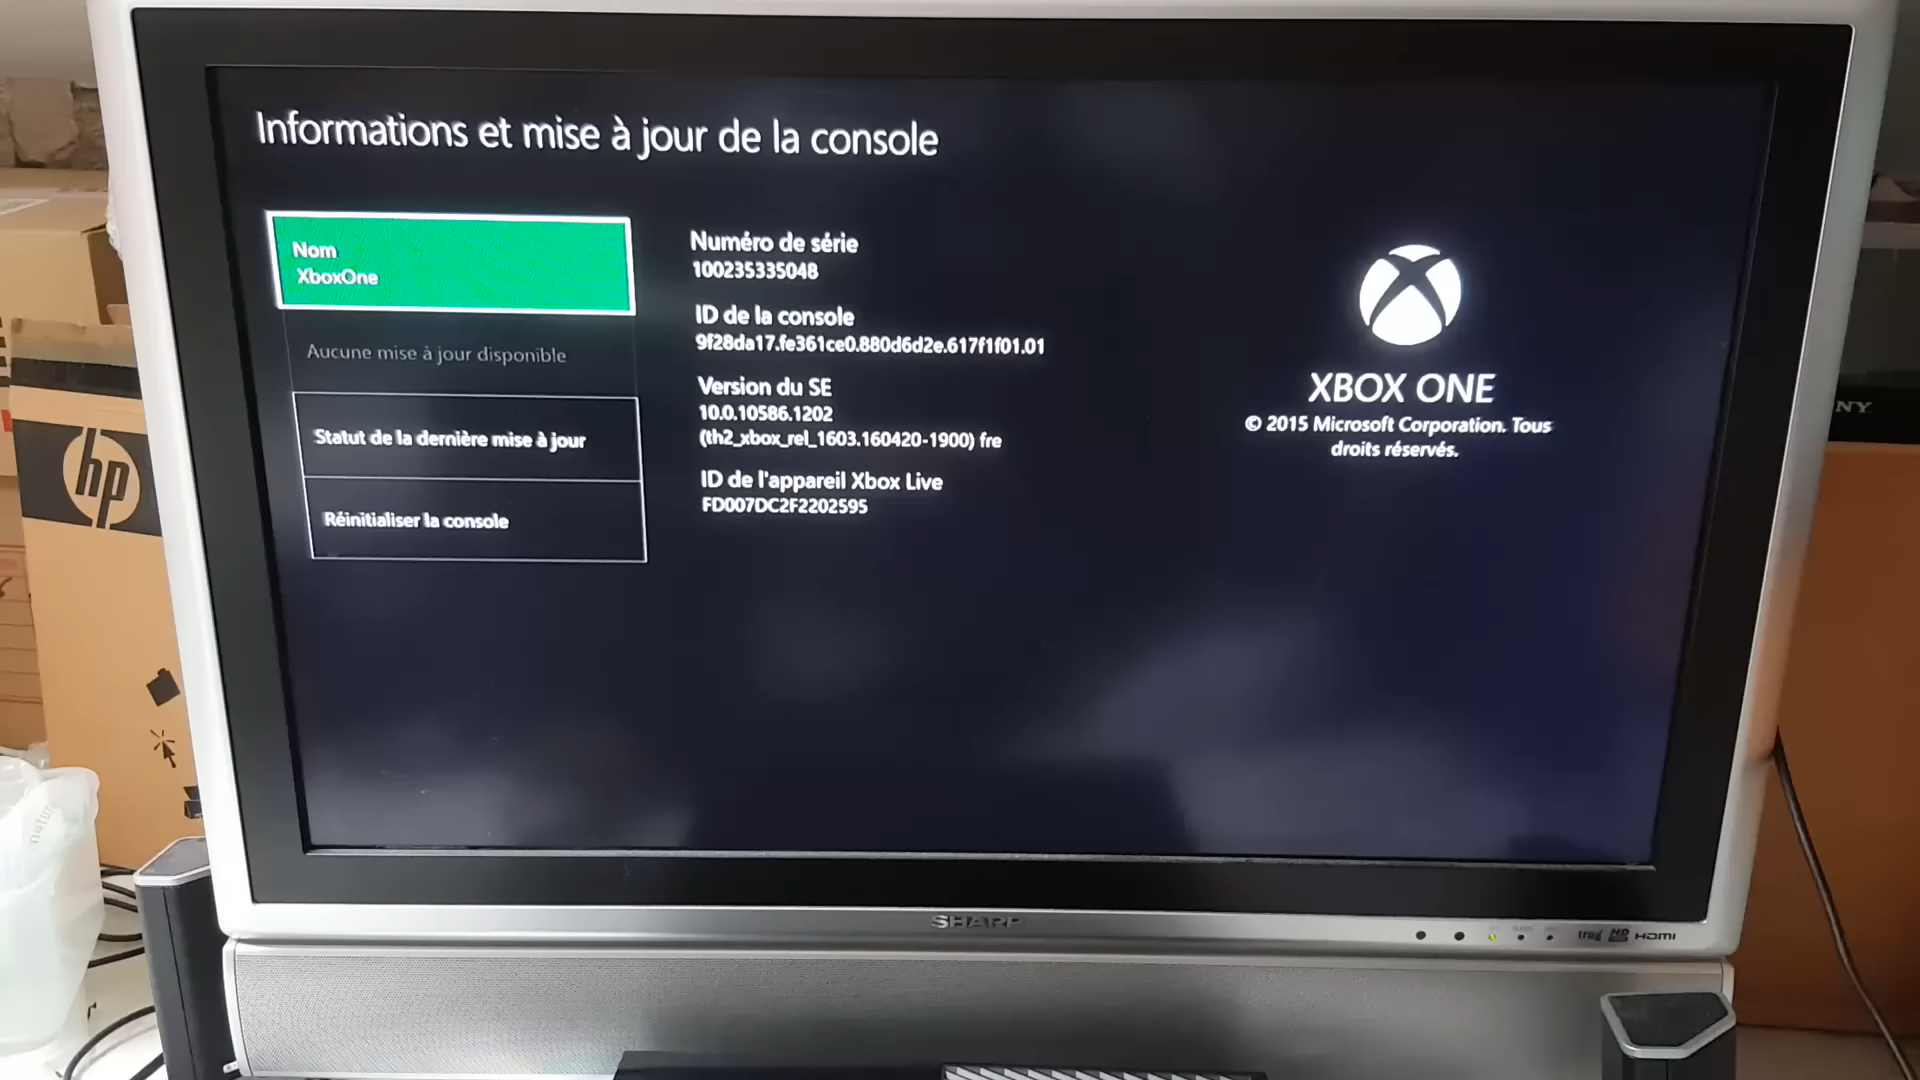 Informations et mise à jour de la console
Nom
XboxOne
Aucune mise à jour disponible
Statut de la dernière mise à jour
Réinitialiser la console
Numéro de série
100235335048
ID de la console
9f28da17.fe361ce0.880d6d2e.617f1f01.01
Version du SE
10.0.10586.1202
(th2_xbox_rel_1603.160420-1900) fre
ID de l'appareil Xbox Live
FD007DC2F2202595
XBOX ONE
© 2015 Microsoft Corporation. Tous
droits réservés.
hp
NY
SHARP
HD
HDMI